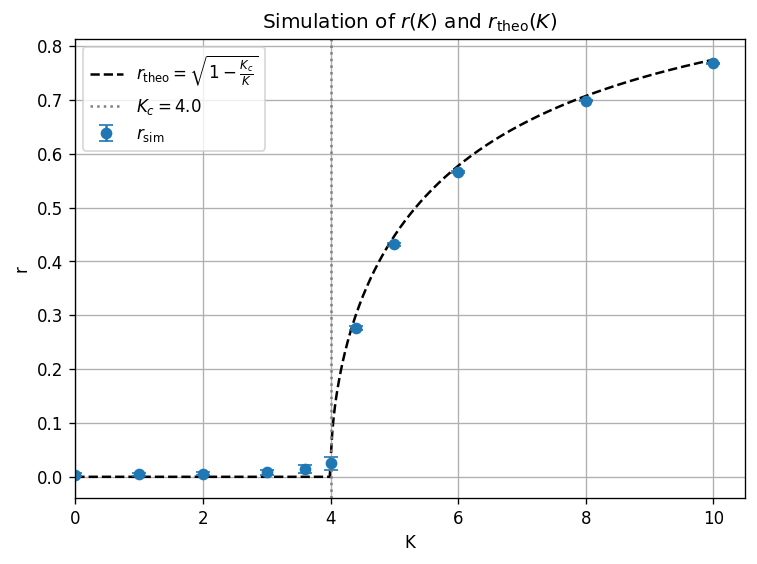 Simulation of r(K) and r_theo(K)
r_theo = √(1 − K_c/K)
K_c = 4.0
r_sim
0.8
0.7
0.6
0.5
0.4
0.3
0.2
0.1
0.0
r
0 2 4 6 8 10
K